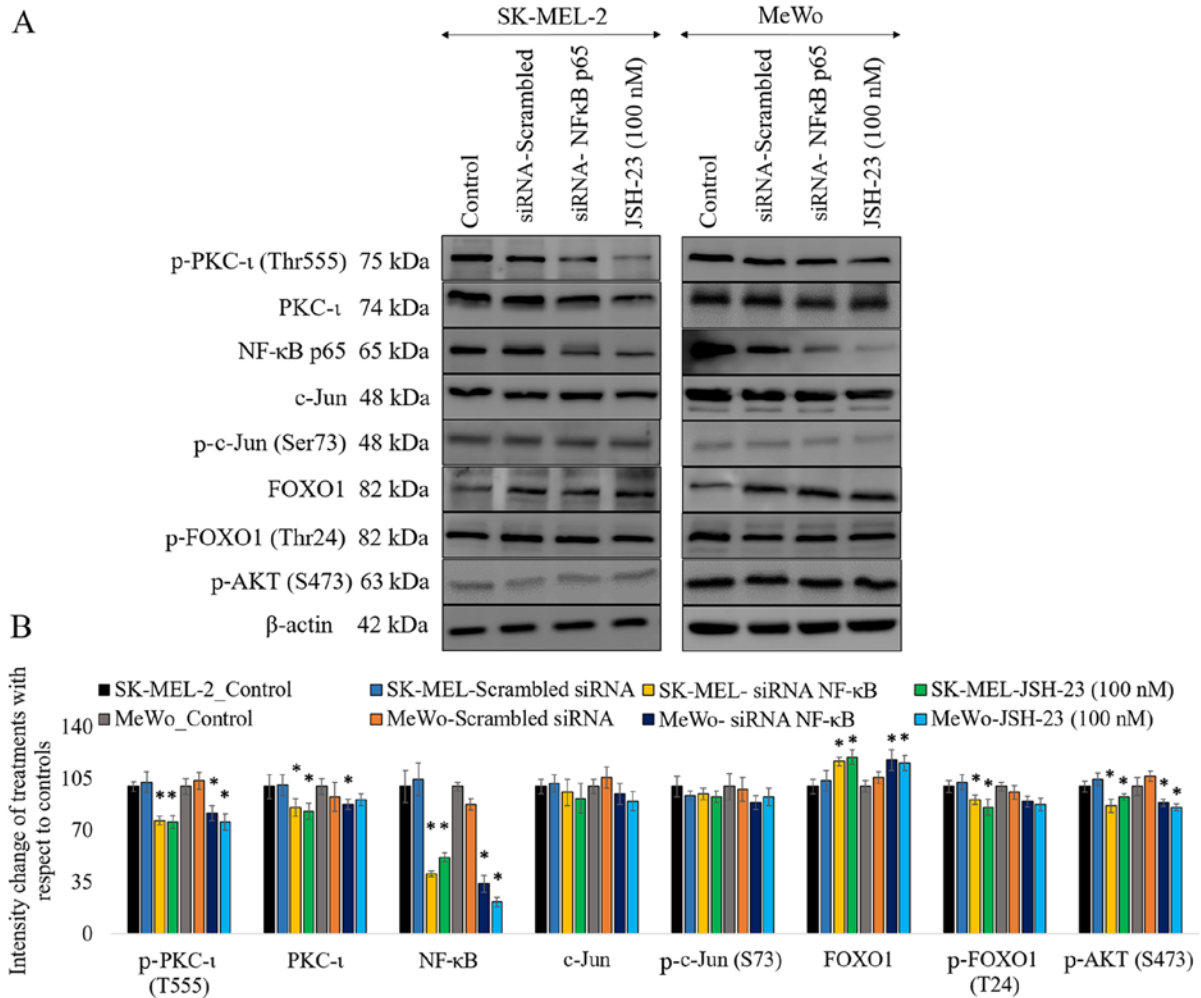 A
SK-MEL-2
MeWo
Control
siRNA-Scrambled
siRNA- NFκB p65
JSH-23 (100 nM)
Control
siRNA-Scrambled
siRNA- NFκB p65
JSH-23 (100 nM)
p-PKC-ι (Thr555) 75 kDa
PKC-ι 74 kDa
NF-κB p65 65 kDa
c-Jun 48 kDa
p-c-Jun (Ser73) 48 kDa
FOXO1 82 kDa
p-FOXO1 (Thr24) 82 kDa
p-AKT (S473) 63 kDa
β-actin 42 kDa
B
Intensity change of treatments with
respect to controls
SK-MEL-2_Control
SK-MEL-Scrambled siRNA
SK-MEL- siRNA NF-κB
SK-MEL-JSH-23 (100 nM)
MeWo_Control
MeWo-Scrambled siRNA
MeWo- siRNA NF-κB
MeWo-JSH-23 (100 nM)
140
105
70
35
0
* * * *
* * *
* * * *
* * * *
* *
* * * *
p-PKC-ι
(T555)
PKC-ι
NF-κB
c-Jun
p-c-Jun (S73)
FOXO1
p-FOXO1
(T24)
p-AKT (S473)